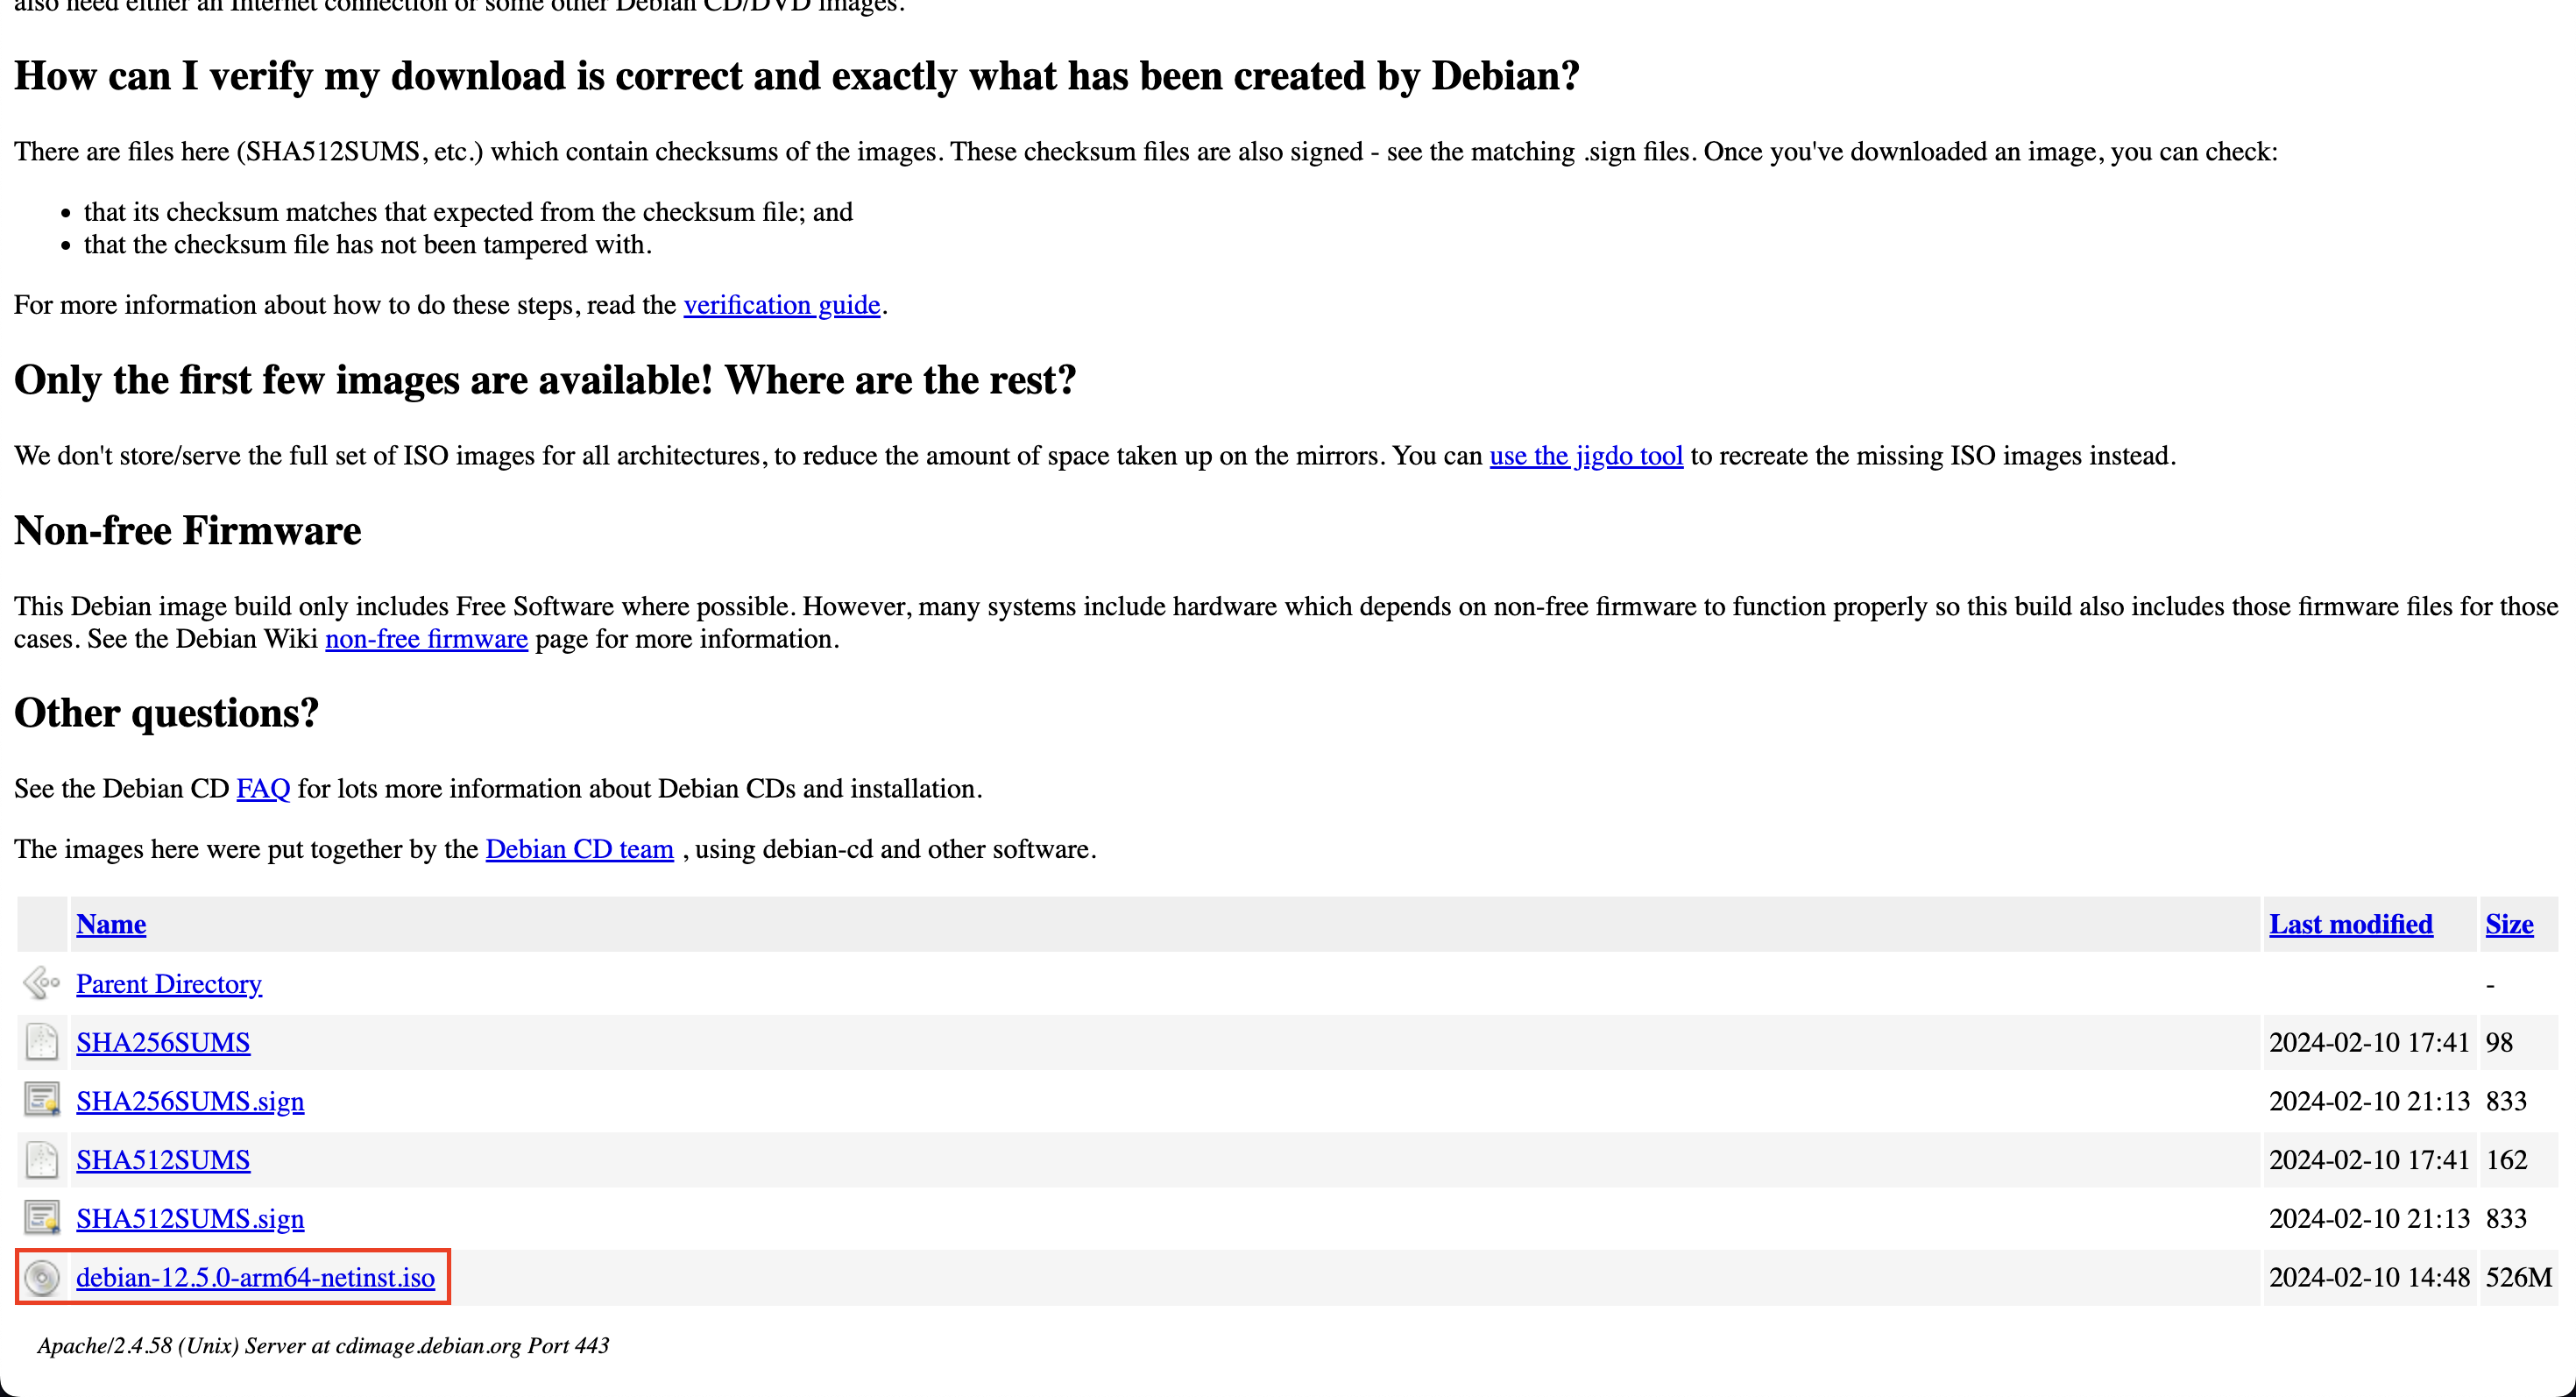 also need either an Internet connection or some other Debian CD/DVD images.
How can I verify my download is correct and exactly what has been created by Debian?
There are files here (SHA512SUMS, etc.) which contain checksums of the images. These checksum files are also signed - see the matching .sign files. Once you've downloaded an image, you can check:
• that its checksum matches that expected from the checksum file; and
• that the checksum file has not been tampered with.
For more information about how to do these steps, read the verification guide.
Only the first few images are available! Where are the rest?
We don't store/serve the full set of ISO images for all architectures, to reduce the amount of space taken up on the mirrors. You can use the jigdo tool to recreate the missing ISO images instead.
Non-free Firmware
This Debian image build only includes Free Software where possible. However, many systems include hardware which depends on non-free firmware to function properly so this build also includes those firmware files for those
cases. See the Debian Wiki non-free firmware page for more information.
Other questions?
See the Debian CD FAQ for lots more information about Debian CDs and installation.
The images here were put together by the Debian CD team , using debian-cd and other software.
Name Last modified Size
Parent Directory -
SHA256SUMS 2024-02-10 17:41 98
SHA256SUMS.sign 2024-02-10 21:13 833
SHA512SUMS 2024-02-10 17:41 162
SHA512SUMS.sign 2024-02-10 21:13 833
debian-12.5.0-arm64-netinst.iso 2024-02-10 14:48 526M
Apache/2.4.58 (Unix) Server at cdimage.debian.org Port 443